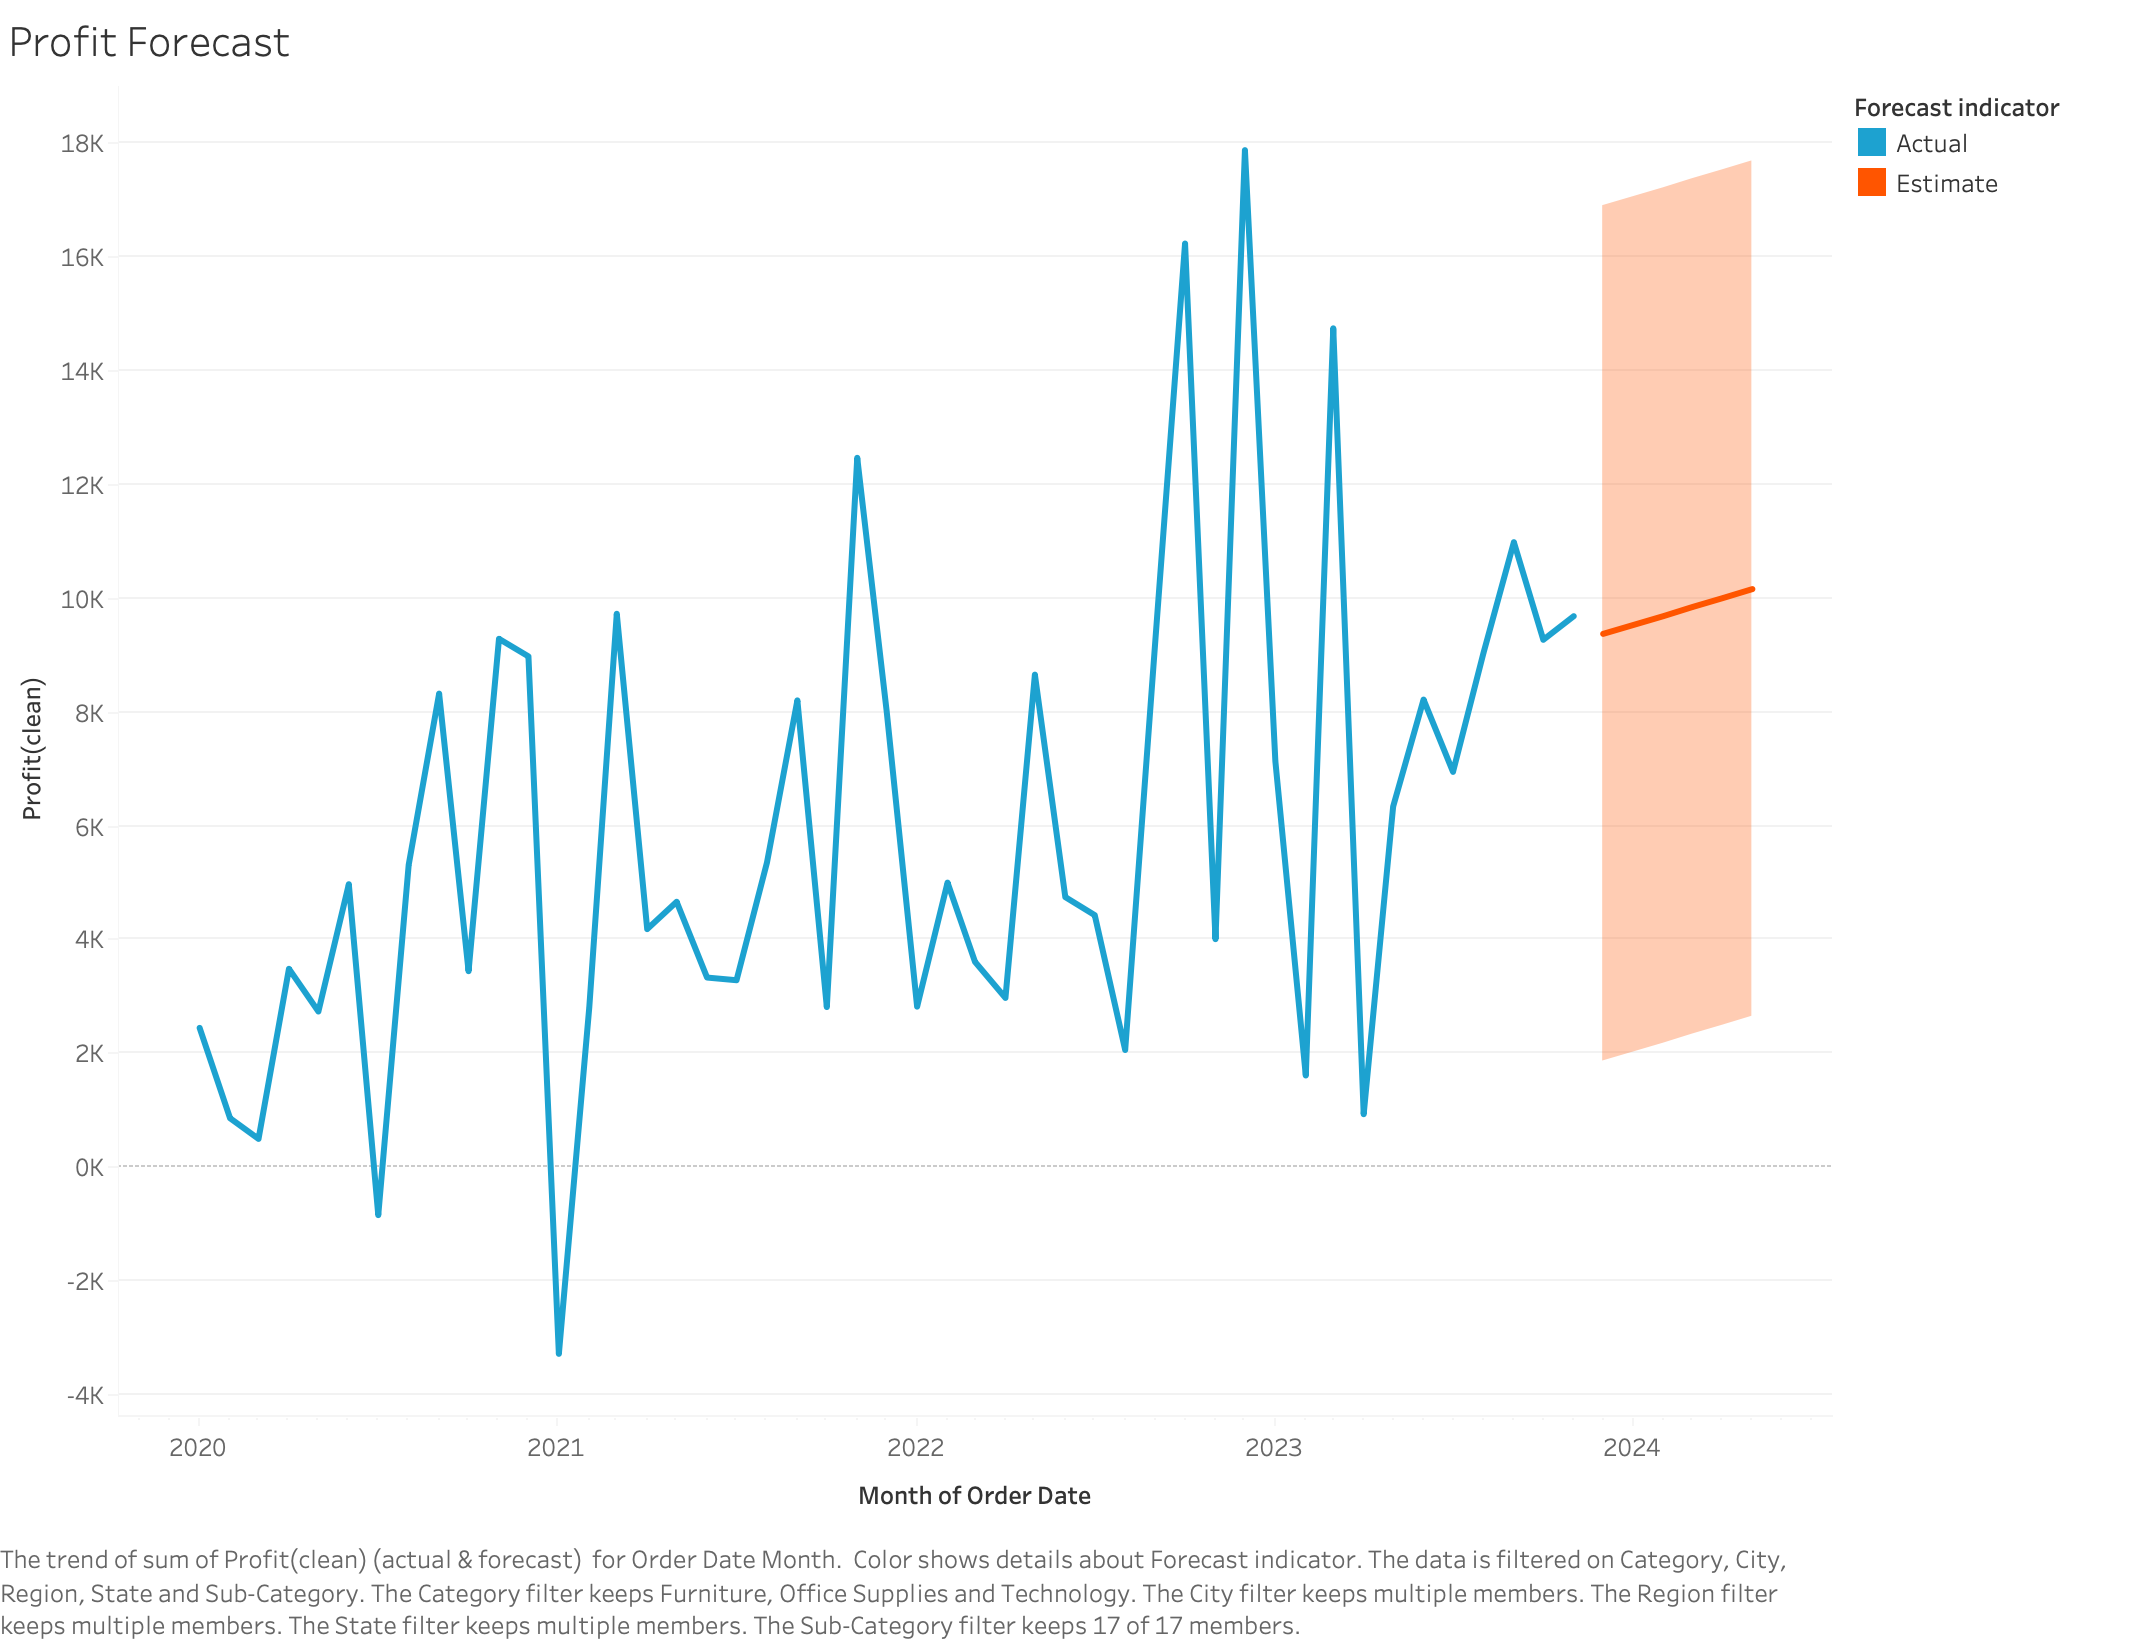 Profit Forecast
Forecast indicator
Actual
Estimate
18K
16K
14K
12K
10K
8K
6K
4K
2K
0K
-2K
-4K
Profit(clean)
2020 2021 2022 2023 2024
Month of Order Date
The trend of sum of Profit(clean) (actual & forecast)  for Order Date Month.  Color shows details about Forecast indicator. The data is filtered on Category, City,
Region, State and Sub-Category. The Category filter keeps Furniture, Office Supplies and Technology. The City filter keeps multiple members. The Region filter
keeps multiple members. The State filter keeps multiple members. The Sub-Category filter keeps 17 of 17 members.